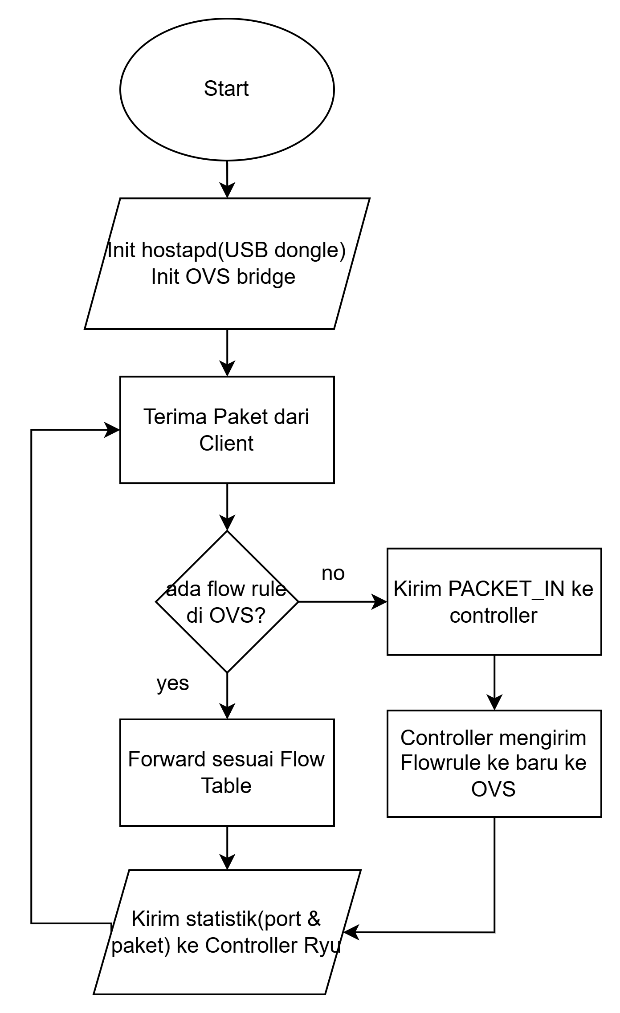 Start
Init hostapd(USB dongle)
Init OVS bridge
Terima Paket dari
Client
ada flow rule
di OVS?
no
Kirim PACKET_IN ke
controller
yes
Forward sesuai Flow
Table
Controller mengirim
Flowrule ke baru ke
OVS
Kirim statistik(port &
paket) ke Controller Ryu